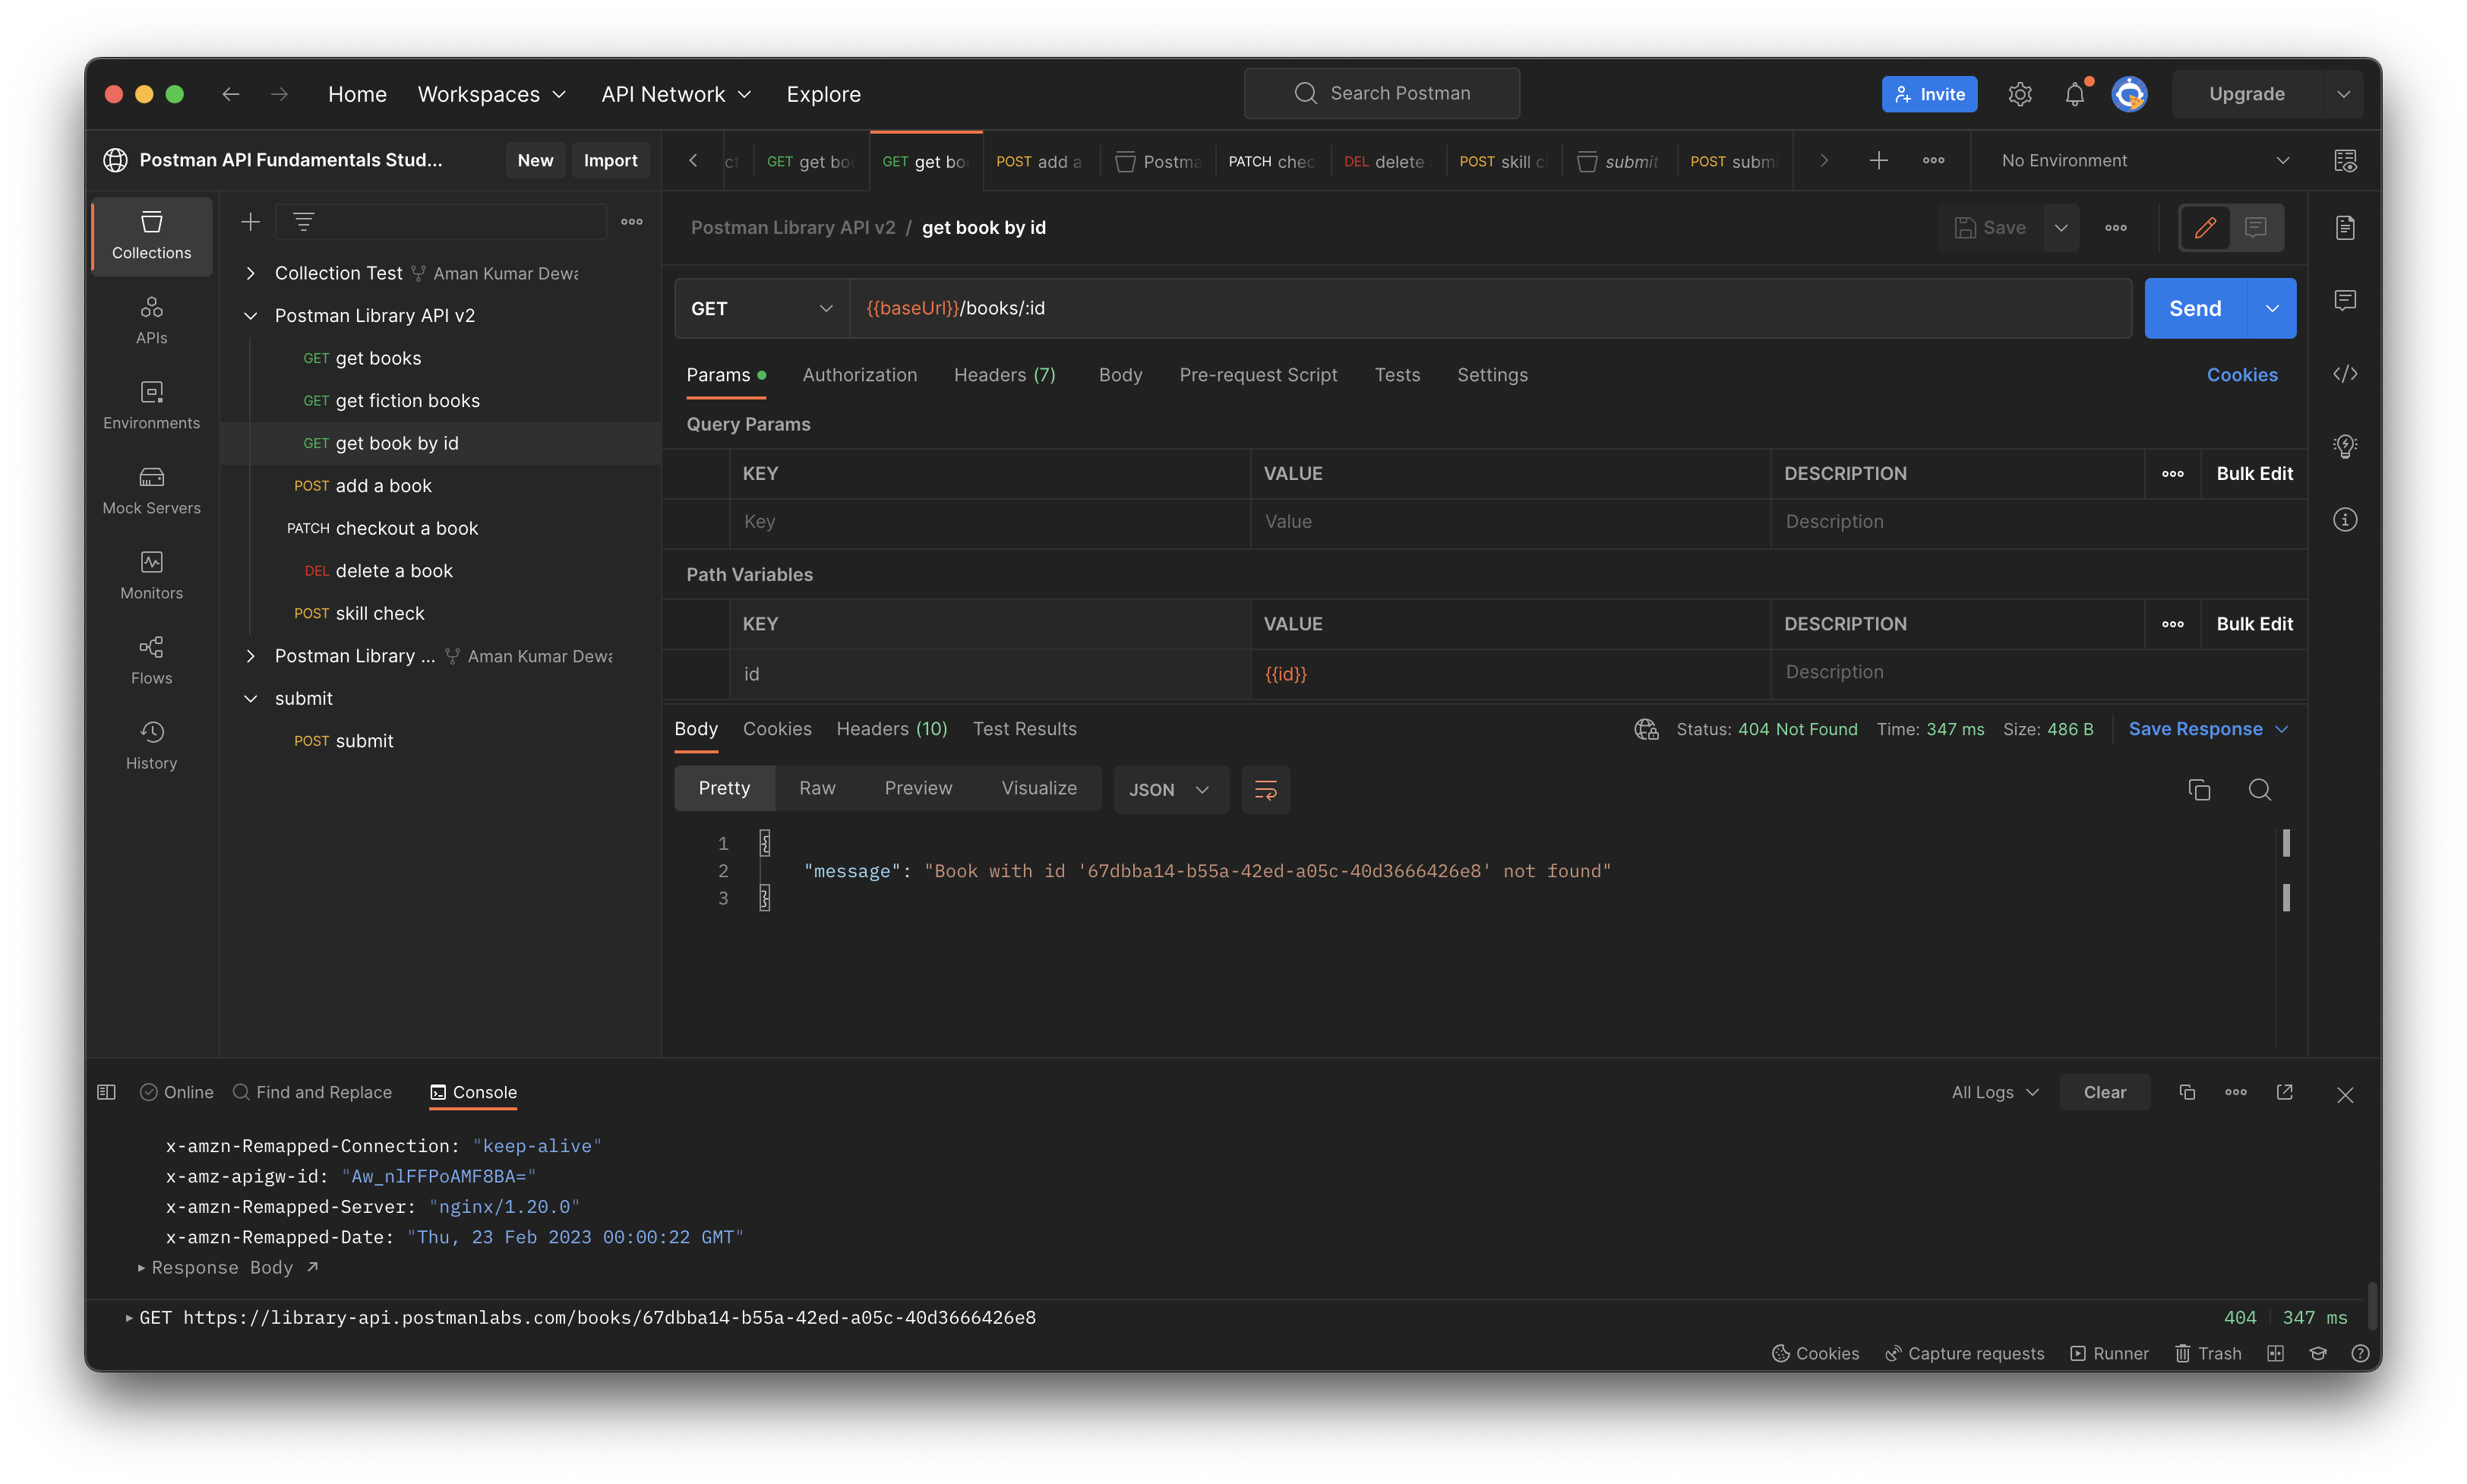 Home Workspaces API Network Explore Search Postman Invite Upgrade
Postman API Fundamentals Stud... New Import
GET get bo GET get bo POST add a Postma PATCH chec DEL delete POST skill c submit POST subm No Environment
Collections
APIs
Environments
Mock Servers
Monitors
Flows
History
Collection Test Aman Kumar Dewa
Postman Library API v2
GET get books
GET get fiction books
GET get book by id
POST add a book
PATCH checkout a book
DEL delete a book
POST skill check
Postman Library ... Aman Kumar Dewa
submit
POST submit
Postman Library API v2 / get book by id Save
GET {{baseUrl}}/books/:id Send
Params Authorization Headers (7) Body Pre-request Script Tests Settings Cookies
Query Params
KEY VALUE DESCRIPTION Bulk Edit
Key Value Description
Path Variables
KEY VALUE DESCRIPTION Bulk Edit
id {{id}} Description
Body Cookies Headers (10) Test Results Status: 404 Not Found Time: 347 ms Size: 486 B Save Response
Pretty Raw Preview Visualize JSON
1 {
2 "message": "Book with id '67dbba14-b55a-42ed-a05c-40d3666426e8' not found"
3 }
Online Find and Replace Console All Logs Clear
x-amzn-Remapped-Connection: "keep-alive"
x-amz-apigw-id: "Aw_nlFFPoAMF8BA="
x-amzn-Remapped-Server: "nginx/1.20.0"
x-amzn-Remapped-Date: "Thu, 23 Feb 2023 00:00:22 GMT"
Response Body
GET https://library-api.postmanlabs.com/books/67dbba14-b55a-42ed-a05c-40d3666426e8 404 347 ms
Cookies Capture requests Runner Trash